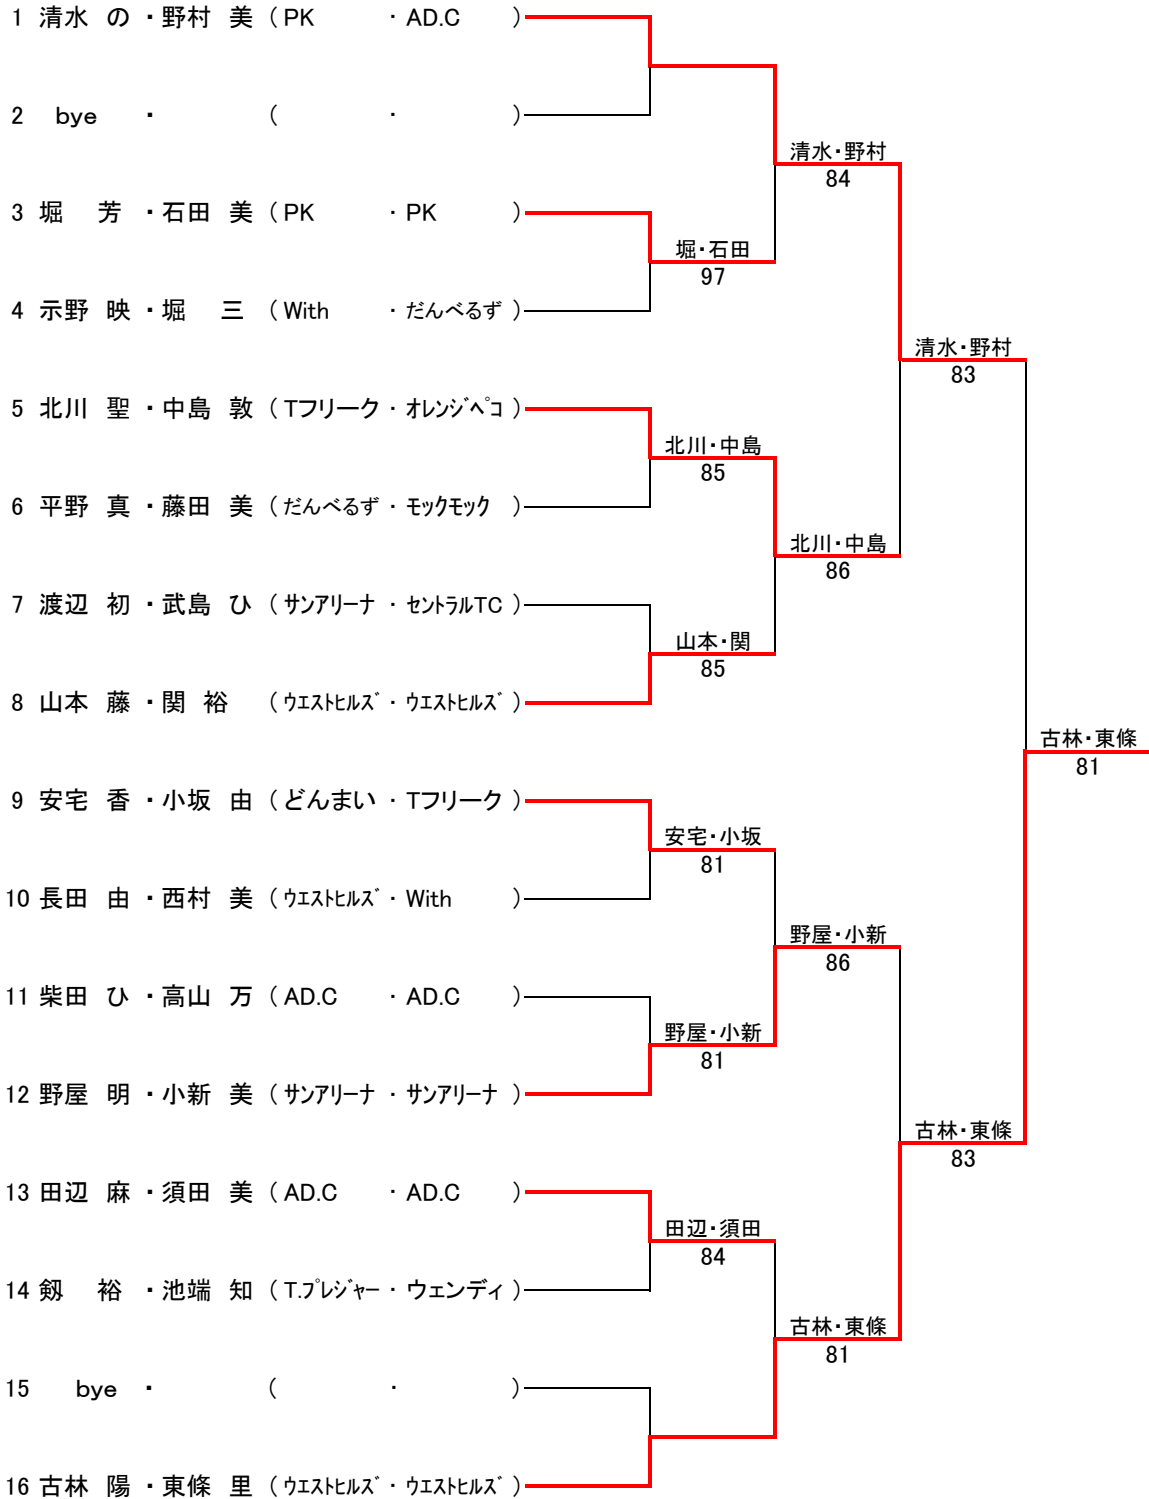 1 清水 の ・野村 美 ( PK ・ AD.C )
2 bye ・ ( ・ )
清水・野村
84
3 堀 芳 ・石田 美 ( PK ・ PK )
堀・石田
97
4 示野 映 ・堀 三 ( With ・ だんべるず )
清水・野村
83
5 北川 聖 ・中島 敦 ( Tフリーク ・ オレンジペコ )
北川・中島
85
6 平野 真 ・藤田 美 ( だんべるず ・ モックモック )
北川・中島
86
7 渡辺 初 ・武島 ひ ( サンアリーナ ・ セントラルTC )
山本・関
85
8 山本 藤 ・関 裕 ( ウエストヒルズ ・ ウエストヒルズ )
古林・東條
81
9 安宅 香 ・小坂 由 ( どんまい ・ Tフリーク )
安宅・小坂
81
10 長田 由 ・西村 美 ( ウエストヒルズ ・ With )
野屋・小新
86
11 柴田 ひ ・高山 万 ( AD.C ・ AD.C )
野屋・小新
81
12 野屋 明 ・小新 美 ( サンアリーナ ・ サンアリーナ )
古林・東條
83
13 田辺 麻 ・須田 美 ( AD.C ・ AD.C )
田辺・須田
84
14 剱 裕 ・池端 知 ( T.プレジャー ・ ウェンディ )
古林・東條
81
15 bye ・ ( ・ )
16 古林 陽 ・東條 里 ( ウエストヒルズ ・ ウエストヒルズ )